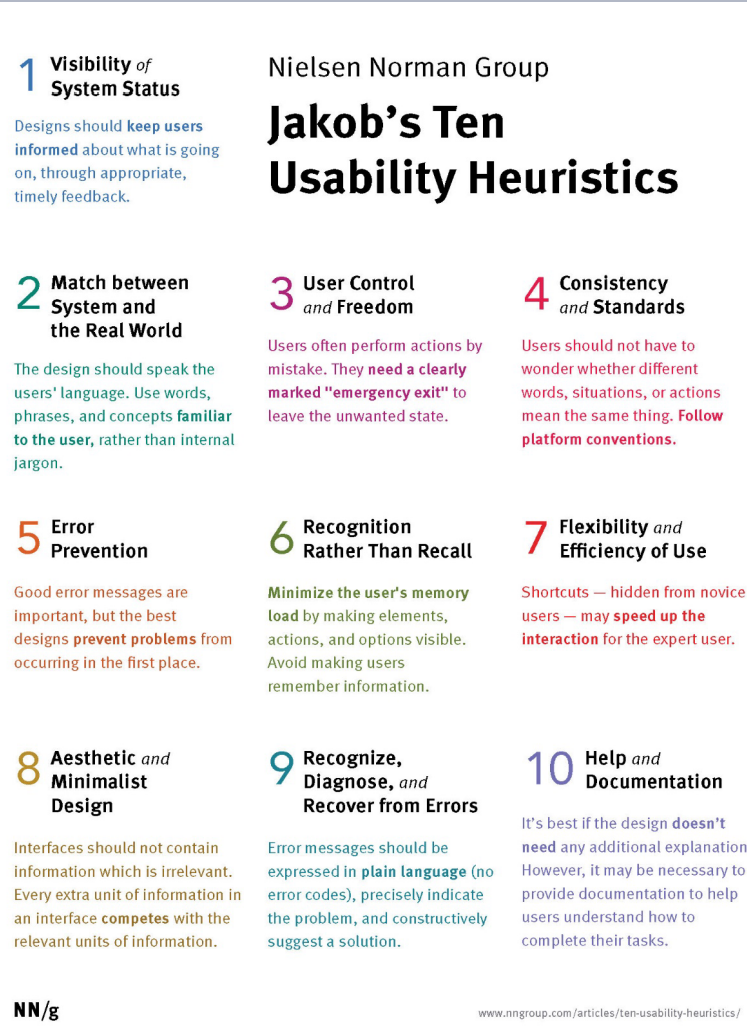 1 Visibility of
System Status
Designs should keep users
informed about what is going
on, through appropriate,
timely feedback.
Nielsen Norman Group
Jakob's Ten
Usability Heuristics
2 Match between
System and
the Real World
The design should speak the
users' language. Use words,
phrases, and concepts familiar
to the user, rather than internal
jargon.
3 User Control
and Freedom
Users often perform actions by
mistake. They need a clearly
marked "emergency exit" to
leave the unwanted state.
4 Consistency
and Standards
Users should not have to
wonder whether different
words, situations, or actions
mean the same thing. Follow
platform conventions.
5 Error
Prevention
Good error messages are
important, but the best
designs prevent problems from
occurring in the first place.
6 Recognition
Rather Than Recall
Minimize the user's memory
load by making elements,
actions, and options visible.
Avoid making users
remember information.
7 Flexibility and
Efficiency of Use
Shortcuts — hidden from novice
users — may speed up the
interaction for the expert user.
8 Aesthetic and
Minimalist
Design
Interfaces should not contain
information which is irrelevant.
Every extra unit of information in
an interface competes with the
relevant units of information.
9 Recognize,
Diagnose, and
Recover from Errors
Error messages should be
expressed in plain language (no
error codes), precisely indicate
the problem, and constructively
suggest a solution.
10 Help and
Documentation
It's best if the design doesn't
need any additional explanation
However, it may be necessary to
provide documentation to help
users understand how to
complete their tasks.
NN/g
www.nngroup.com/articles/ten-usability-heuristics/